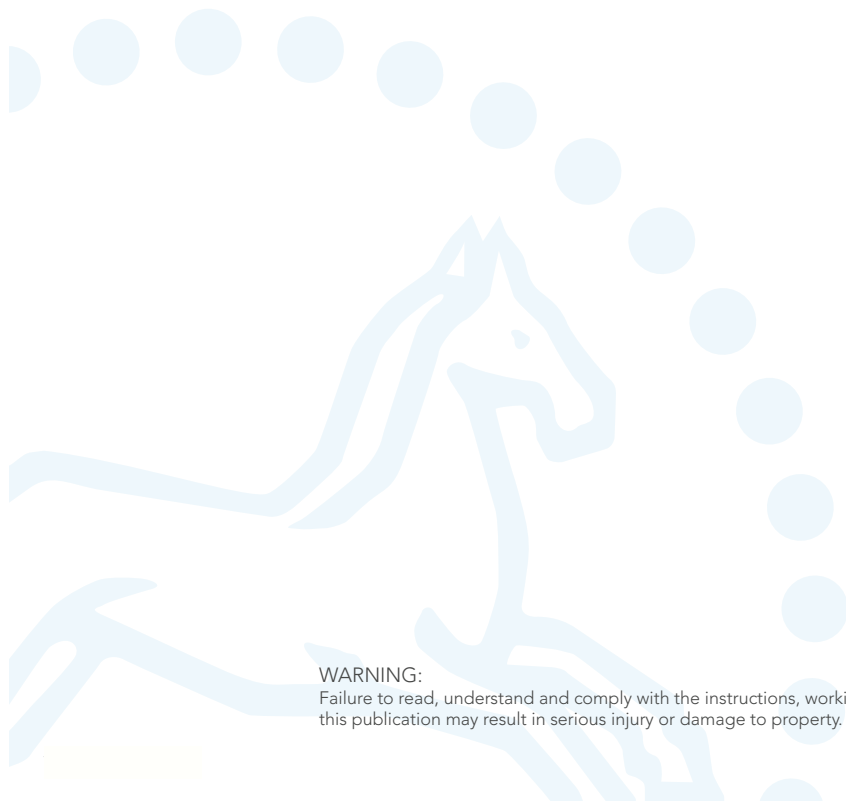 WARNING:
Failure to read, understand and comply with the instructions, worki
this publication may result in serious injury or damage to property.